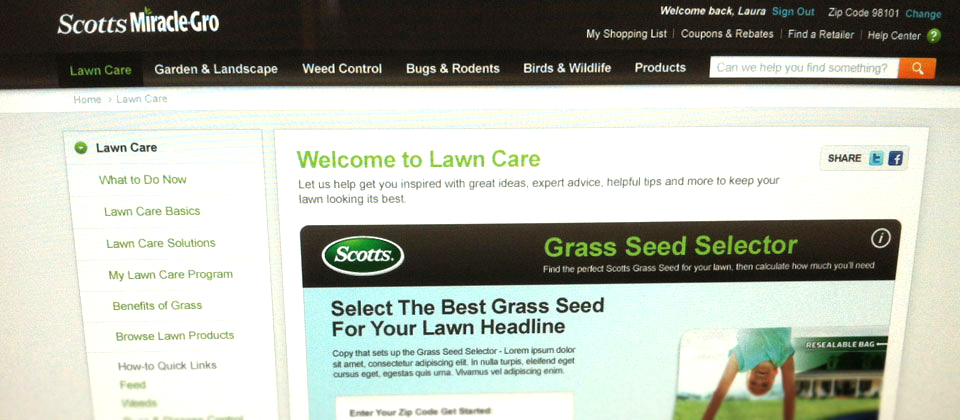 Scotts Miracle-Gro
Welcome back, Laura Sign Out Zip Code 98101 Change
My Shopping List | Coupons & Rebates | Find a Retailer | Help Center ?
Lawn Care Garden & Landscape Weed Control Bugs & Rodents Birds & Wildlife Products Can we help you find something?
Home > Lawn Care
Lawn Care
What to Do Now
Lawn Care Basics
Lawn Care Solutions
My Lawn Care Program
Benefits of Grass
Browse Lawn Products
How-to Quick Links
Feed
Weeds
Welcome to Lawn Care
Let us help get you inspired with great ideas, expert advice, helpful tips and more to keep your
lawn looking its best.
SHARE t f
Scotts.
Grass Seed Selector
i
Find the perfect Scotts Grass Seed for your lawn, then calculate how much you'll need
Select The Best Grass Seed
For Your Lawn Headline
Copy that sets up the Grass Seed Selector - Lorem ipsum dolor
sit amet, consectetur adipiscing elit. In nulla turpis, eleifend eget
cursus eget, egestas quis urna. Vivamus vel adipiscing enim.
Enter Your Zip Code Get Started
RESEALABLE BAG